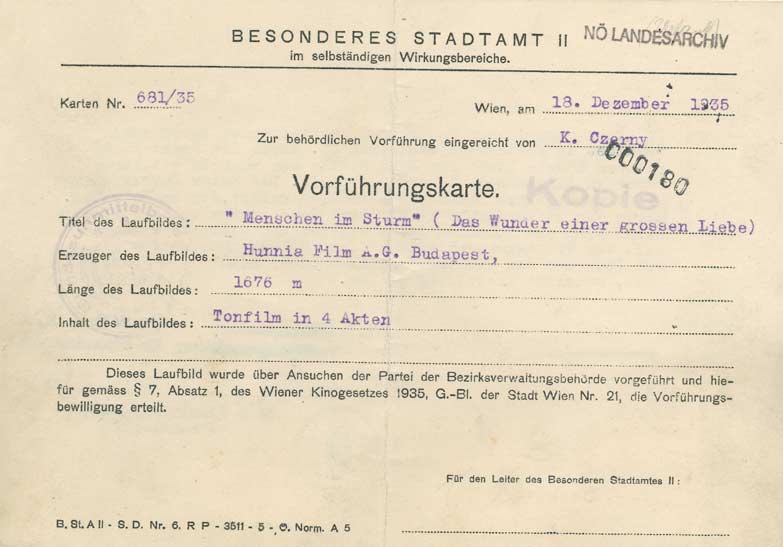 BESONDERES STADTAMT II NÖ LANDESARCHIV
im selbständigen Wirkungsbereiche.
Karten Nr. 681/35 Wien, am 18. Dezember 1935
Zur behördlichen Vorführung eingereicht von K. Czerny
000180
Vorführungskarte. Kopie
Titel des Laufbildes: " Menschen im Sturm" ( Das Wunder einer grossen Liebe)
Erzeuger des Laufbildes: Hunnia Film A.G. Budapest,
Länge des Laufbildes: 1676 m
Inhalt des Laufbildes: Tonfilm in 4 Akten
Dieses Laufbild wurde über Ansuchen der Partei der Bezirksverwaltungsbehörde vorgeführt und hie-
für gemäss § 7, Absatz 1, des Wiener Kinogesetzes 1935, G.-Bl. der Stadt Wien Nr. 21, die Vorführungs-
bewilligung erteilt.
Für den Leiter des Besonderen Stadtamtes II:
B. St. A II - S. D. Nr. 6. R P - 3511 - 5 - Ö. Norm. A 5